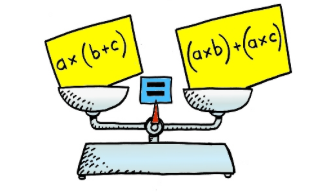 a×(b+c)
=
(a×b)+(a×c)